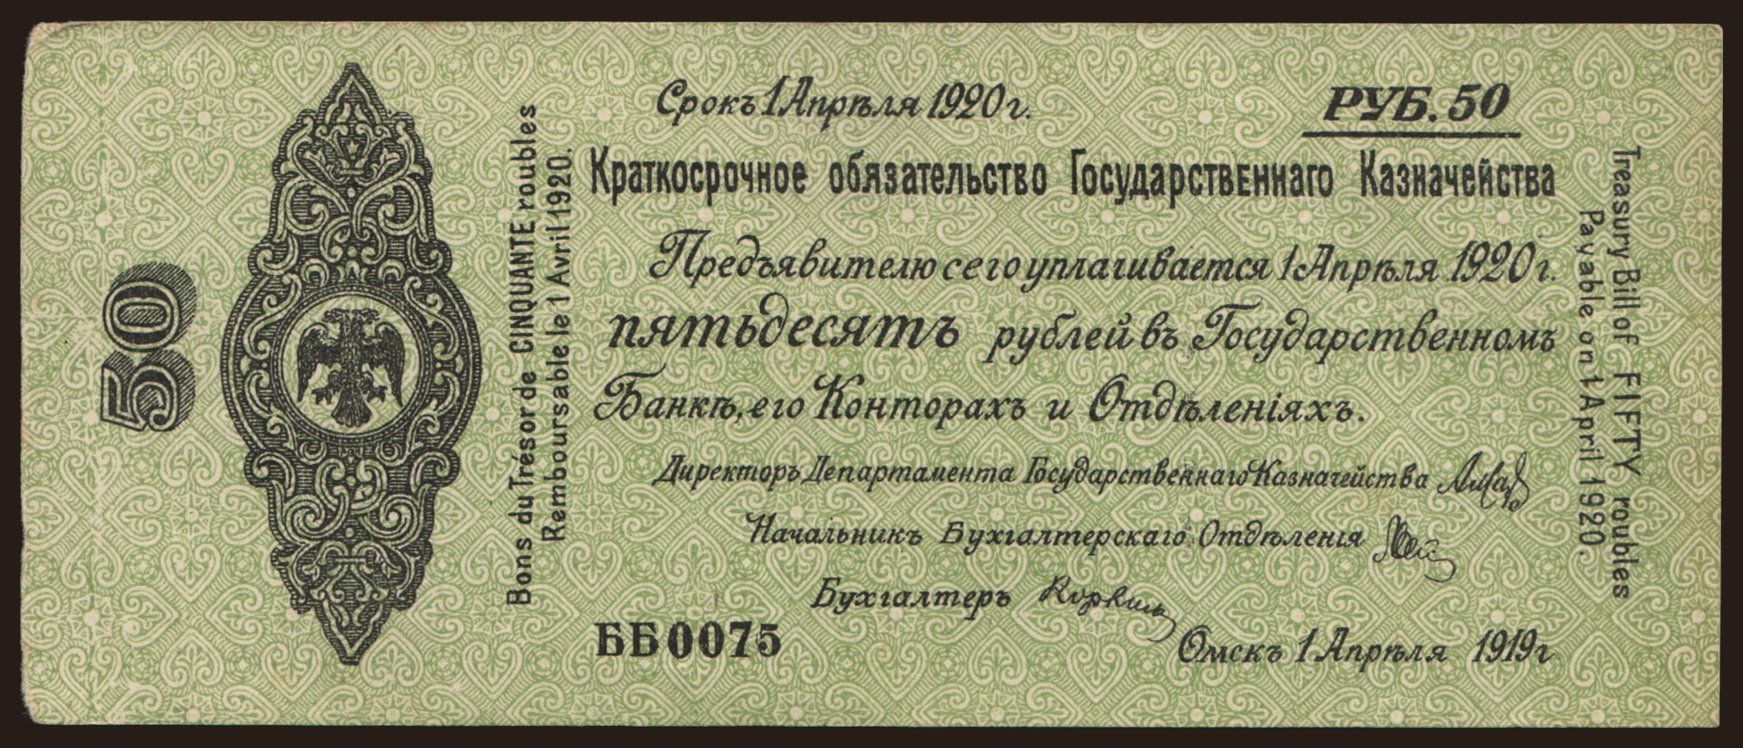 50
Bons du Trésor de CINQUANTE roubles
Remboursable le 1 Avril 1920.
Срокъ 1 Апрѣля 1920 г.
РУБ. 50
Краткосрочное обязательство Государственнаго Казначейства
Предъявителю сего уплачивается 1 Апрѣля 1920 г.
пятьдесятъ рублей въ Государственномъ
Банкѣ, его Конторахъ и Отдѣленіяхъ.
Директоръ Департамента Государственнаго Казначейства
Начальникъ Бухгалтерскаго Отдѣленія
Бухгалтеръ
ББ0075
Омскъ 1 Апрѣля 1919 г
Treasury Bill of FIFTY roubles
Payable on 1 April 1920.